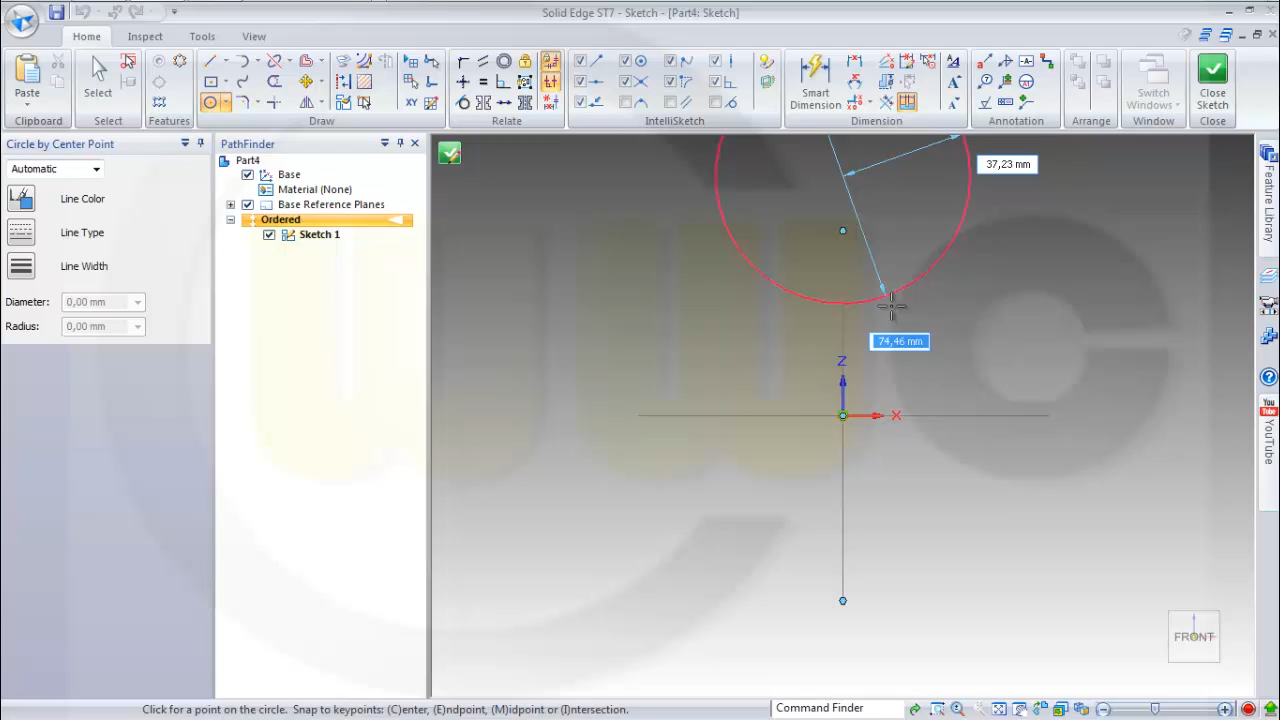 Solid Edge ST7 - Sketch - [Part4: Sketch]
Home
Inspect
Tools
View
Paste
Clipboard
Select
Select
Features
Draw
Relate
IntelliSketch
Smart
Dimension
Dimension
Annotation
Arrange
Switch
Windows
Window
Close
Sketch
Close
Circle by Center Point
Automatic
Line Color
Line Type
Line Width
Diameter: 0,00 mm
Radius: 0,00 mm
PathFinder
Part4
Base
Material (None)
Base Reference Planes
Ordered
Sketch 1
37,23 mm
74,46 mm
Z
X
FRONT
Feature Library
You
Tube
YouTube
Click for a point on the circle. Snap to keypoints, (C)enter, (E)ndpoint, (M)idpoint or (I)ntersection.
Command Finder